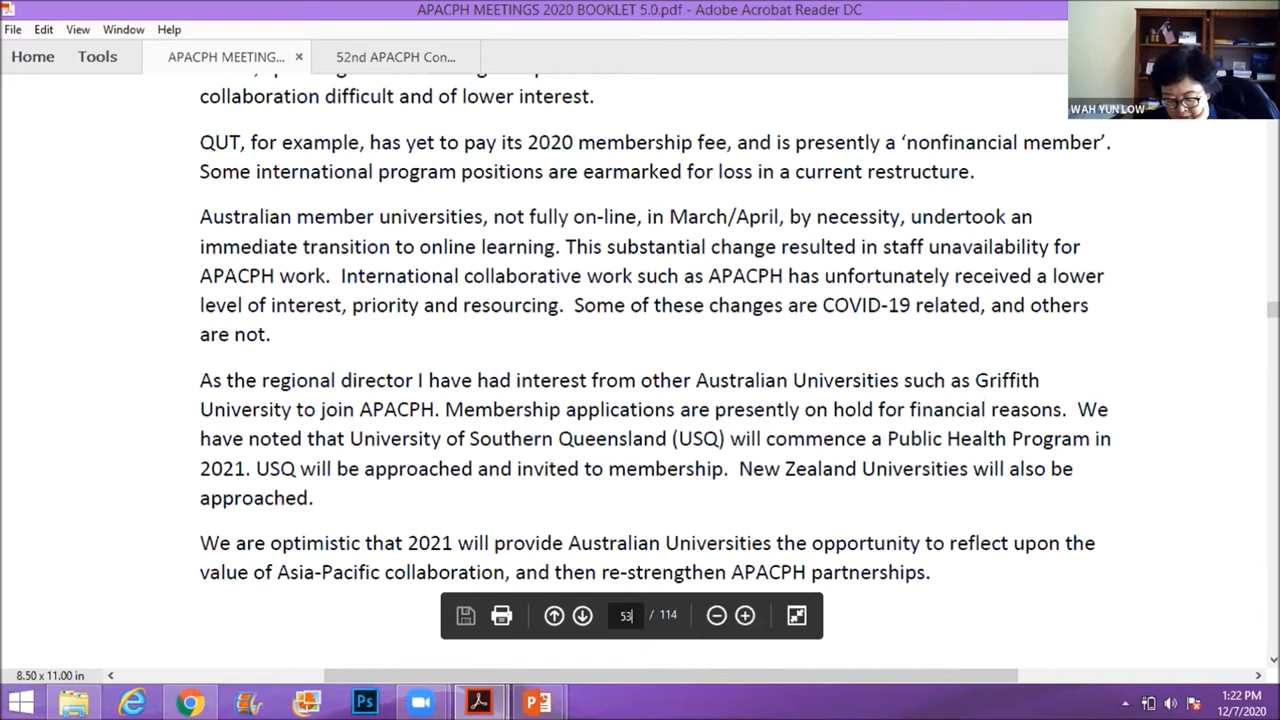 APACPH MEETINGS 2020 BOOKLET 5.0.pdf - Adobe Acrobat Reader DC
File Edit View Window Help
Home Tools APACPH MEETING... × 52nd APACPH Con...
WAH YUN LOW
collaboration difficult and of lower interest.
QUT, for example, has yet to pay its 2020 membership fee, and is presently a ‘nonfinancial member’.
Some international program positions are earmarked for loss in a current restructure.
Australian member universities, not fully on-line, in March/April, by necessity, undertook an
immediate transition to online learning. This substantial change resulted in staff unavailability for
APACPH work. International collaborative work such as APACPH has unfortunately received a lower
level of interest, priority and resourcing. Some of these changes are COVID-19 related, and others
are not.
As the regional director I have had interest from other Australian Universities such as Griffith
University to join APACPH. Membership applications are presently on hold for financial reasons. We
have noted that University of Southern Queensland (USQ) will commence a Public Health Program in
2021. USQ will be approached and invited to membership. New Zealand Universities will also be
approached.
We are optimistic that 2021 will provide Australian Universities the opportunity to reflect upon the
value of Asia-Pacific collaboration, and then re-strengthen APACPH partnerships.
53 / 114
8.50 x 11.00 in
Ps
1:22 PM
12/7/2020